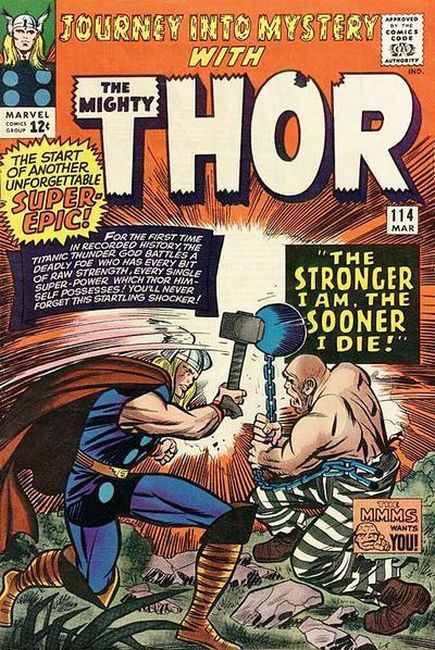 JOURNEY INTO MYSTERY
WITH
THE
MIGHTY
THOR
APPROVED
BY THE
COMICS
CODE
AUTHORITY
IND.
MARVEL
COMICS
GROUP
12¢
114
MAR
THE START
OF ANOTHER
UNFORGETTABLE
SUPER-
EPIC!
FOR THE FIRST TIME
IN RECORDED HISTORY, THE
TITANIC THUNDER GOD BATTLES A
DEADLY FOE WHO HAS EVERY BIT
OF RAW STRENGTH, EVERY SINGLE
SUPER-POWER WHICH THOR HIM-
SELF POSSESSES! YOU'LL NEVER
FORGET THIS STARTLING SHOCKER!
"THE
STRONGER
I AM, THE
SOONER
I DIE!"
THE
M.M.M.S.
WANTS
YOU!